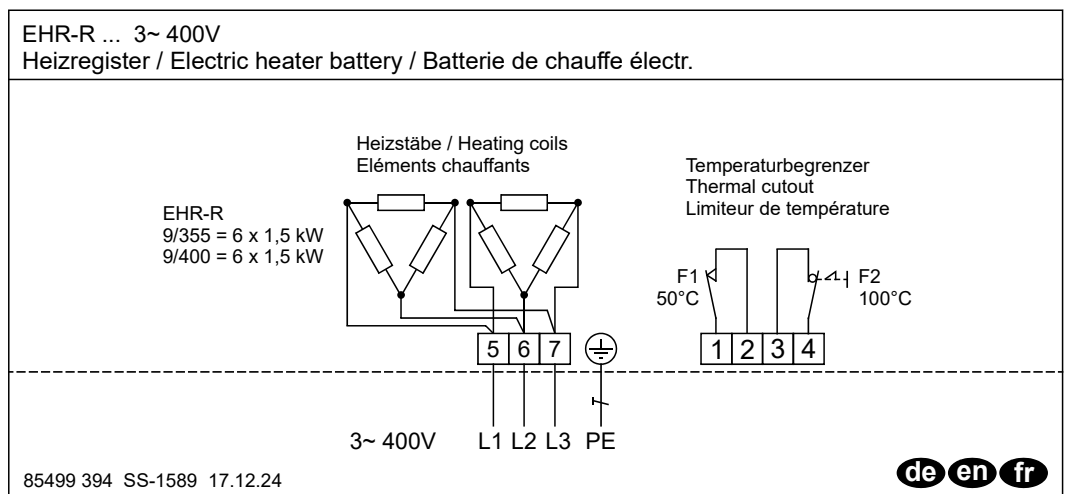 EHR-R ... 3~ 400V
Heizregister / Electric heater battery / Batterie de chauffe électr.
Heizstäbe / Heating coils
Eléments chauffants
EHR-R
9/355 = 6 x 1,5 kW
9/400 = 6 x 1,5 kW
Temperaturbegrenzer
Thermal cutout
Limiteur de température
F1
50°C
F2
100°C
5 6 7
1 2 3 4
3~ 400V L1 L2 L3 PE
85499 394 SS-1589 17.12.24
de en fr